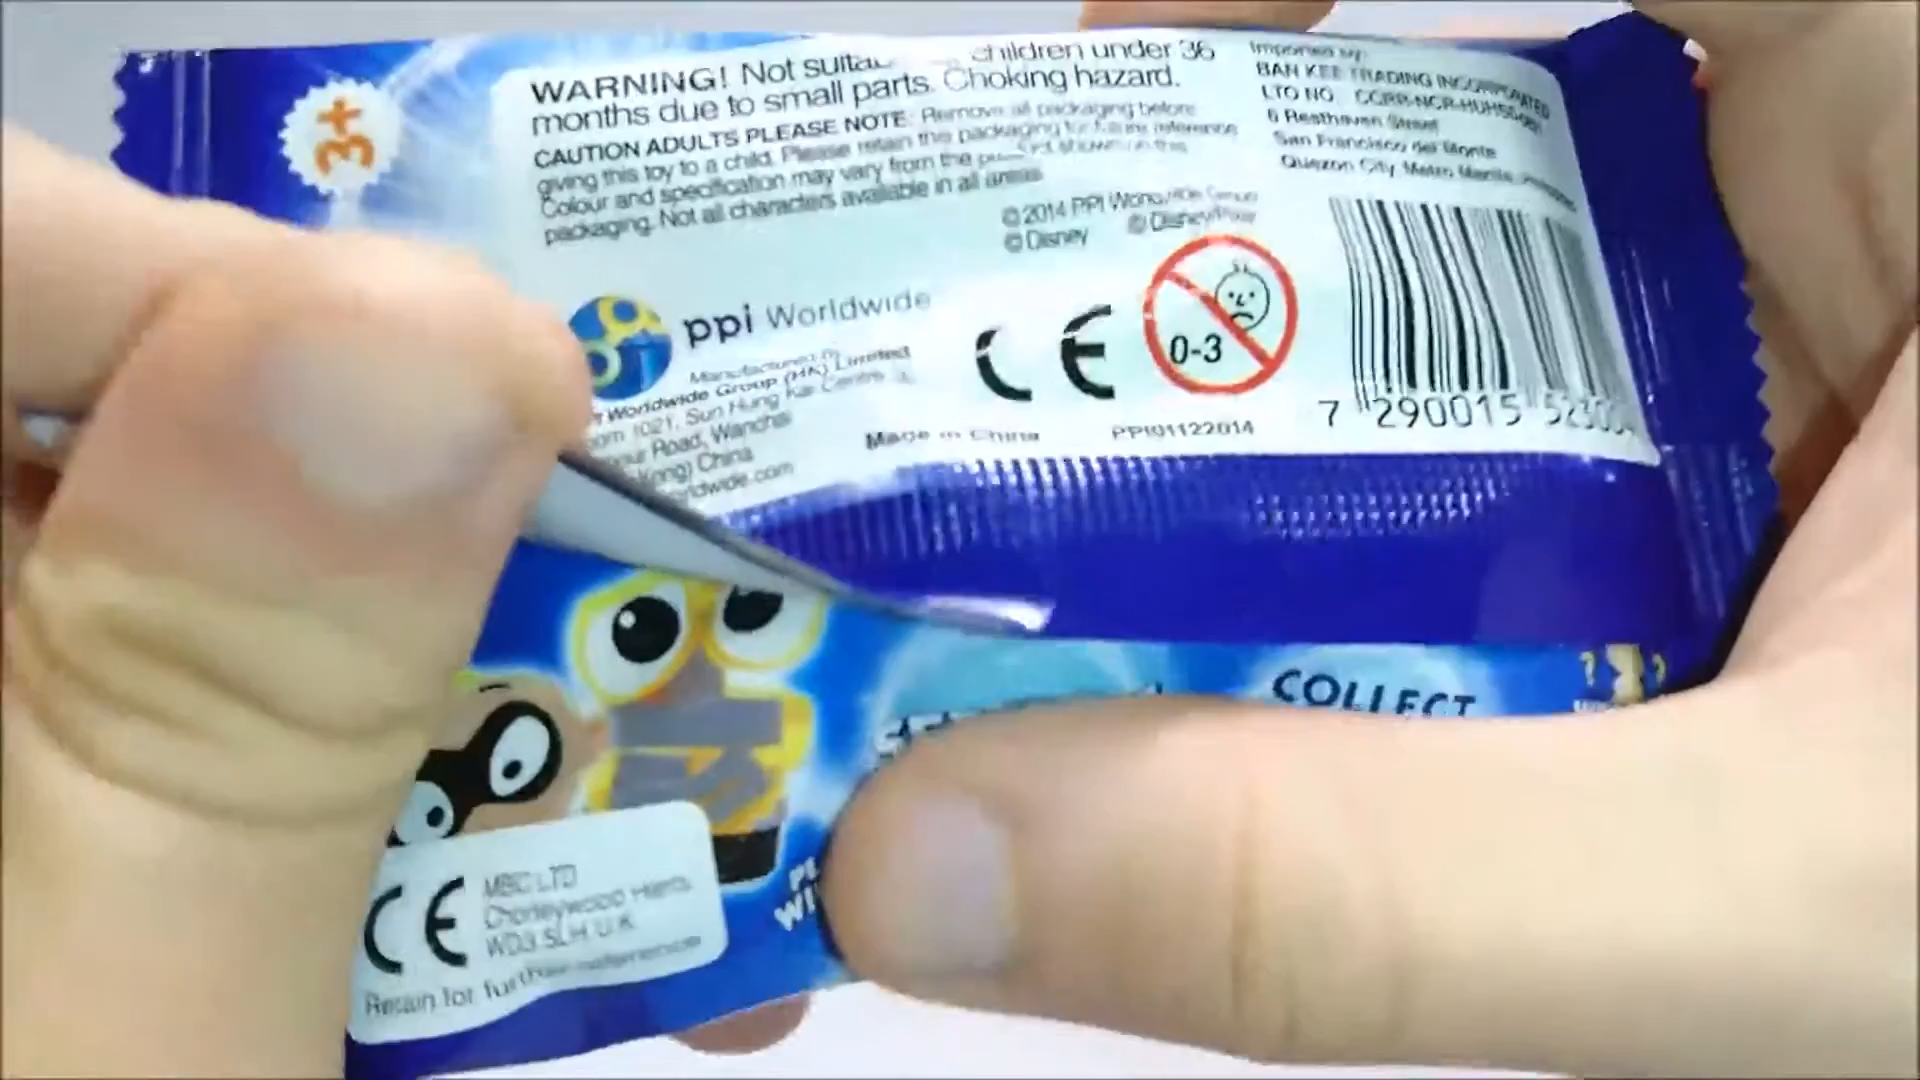 3+
WARNING! Not children under 36
months due to small parts. Choking hazard.
CAUTION ADULTS PLEASE NOTE: Remove all packaging before
giving this toy to a child. Please retain the packaging for future reference
Colour and specification may vary from the shown on this
packaging. Not all characters available in all areas
© 2014 PPI
© Disney © Disney/Pixar
Imported by:
BAN KEE TRADING INCORPORATED
LTO NO.
6 Resthaven Street
San Francisco del Monte
Quezon City, Metro Manila
ppi Worldwide
Manufactured by
Worldwide Group (HK) Limited
1021, Sun Hung Kai Centre
Road, Wanchai
China
CE
0-3
Made in China
PPI01122014
7 290015
COLLECT
CE
MBC LTD
Chorleywood Herts
WD3 5LH U.K
Retain for further reference